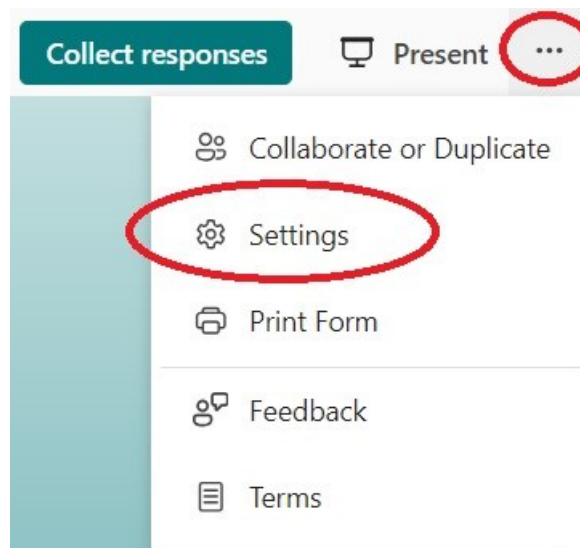 Collect responses Present ...
Collaborate or Duplicate
Settings
Print Form
Feedback
Terms